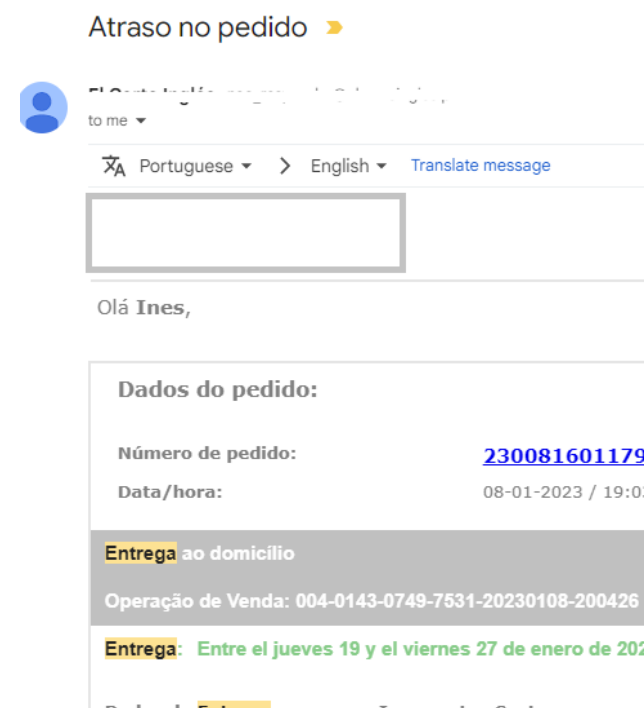 Atraso no pedido
to me
Portuguese > English Translate message
Olá Ines,
Dados do pedido:
Número de pedido: 230081601179
Data/hora: 08-01-2023 / 19:0
Entrega ao domicílio
Operação de Venda: 004-0143-0749-7531-20230108-200426
Entrega: Entre el jueves 19 y el viernes 27 de enero de 202